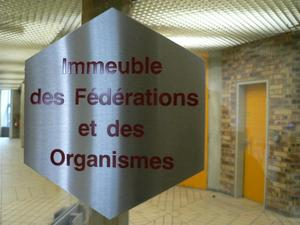 Immeuble
des Fédérations
et des
Organismes